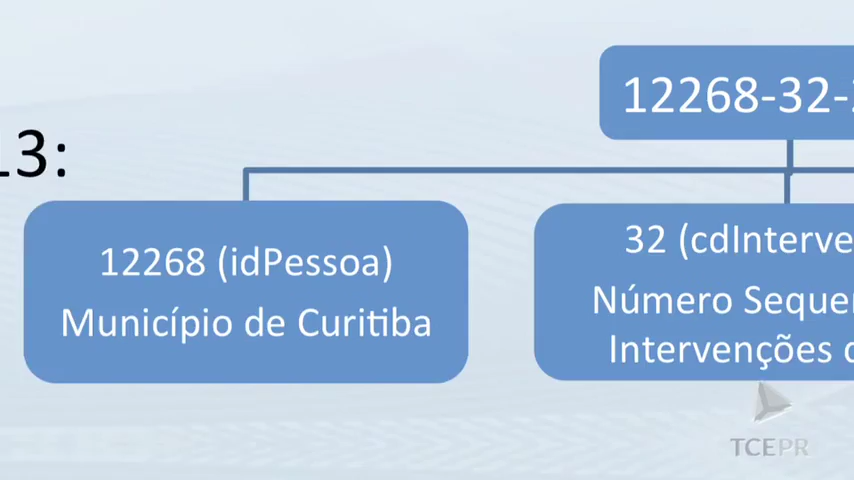 12268-32-
13:
12268 (idPessoa)
Município de Curitiba
32 (cdInterve
Número Seque
Intervenções
TCEPR